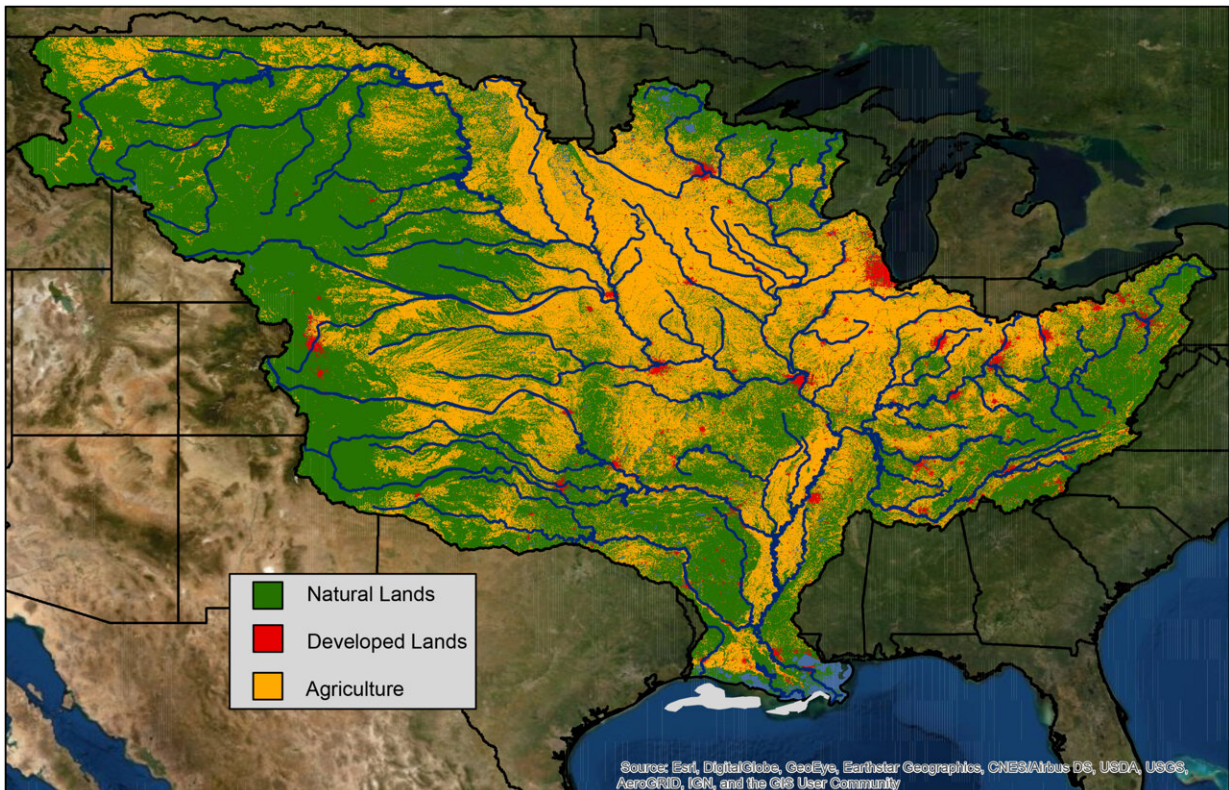 Natural Lands
Developed Lands
Agriculture
Source: Esri, DigitalGlobe, GeoEye, Earthstar Geographics, CNES/Airbus DS, USDA, USGS,
AeroGRID, IGN, and the GIS User Community